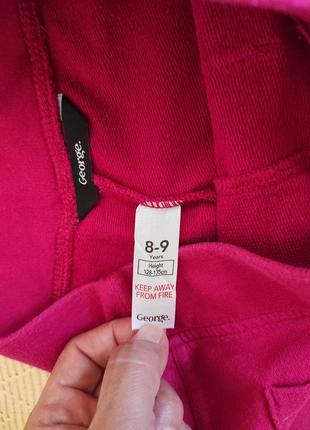 George.
8-9
Years
Height
128-135cm
KEEP AWAY
FROM FIRE
George.